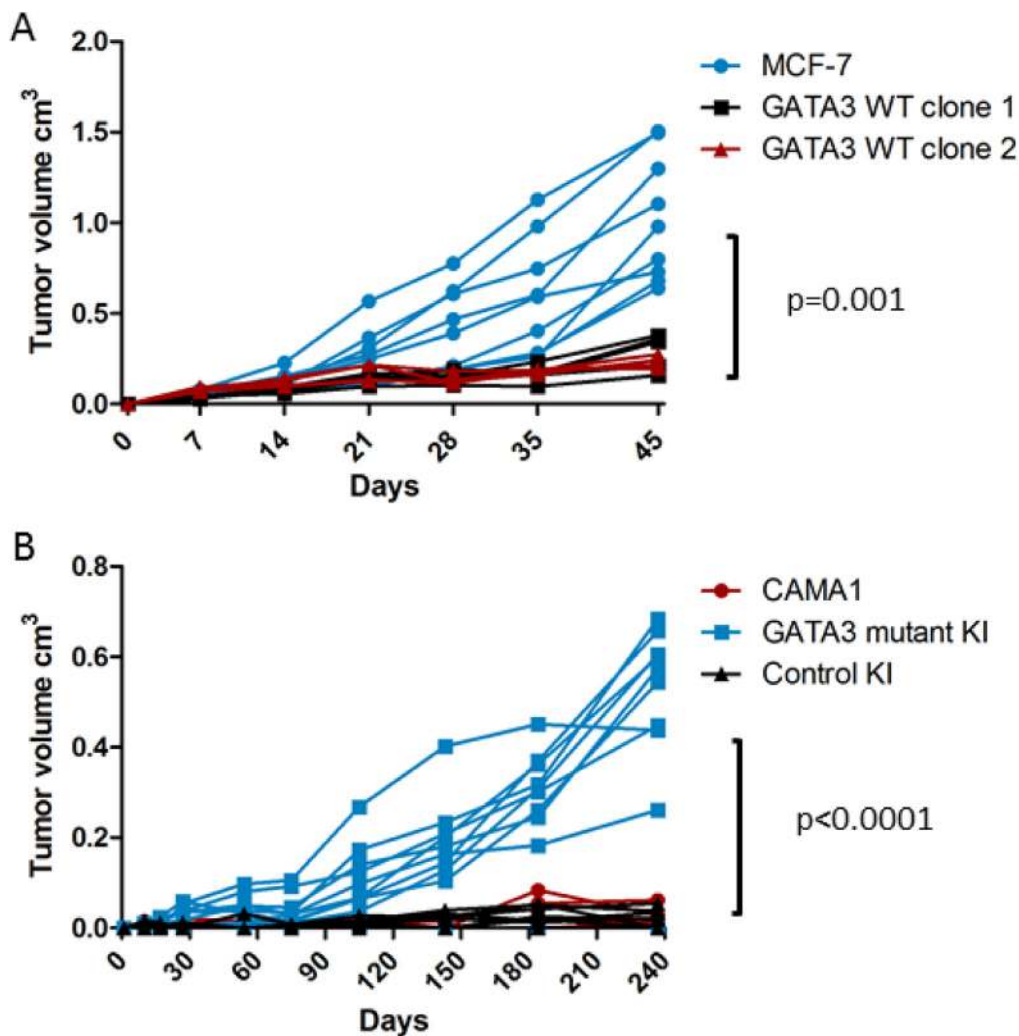 A
2.0
1.5
1.0
0.5
0.0
Tumor volume cm³
0 7 14 21 28 35 45
Days
MCF-7
GATA3 WT clone 1
GATA3 WT clone 2
p=0.001
B
0.8
0.6
0.4
0.2
0.0
Tumor volume cm³
0 30 60 90 120 150 180 210 240
Days
CAMA1
GATA3 mutant KI
Control KI
p<0.0001